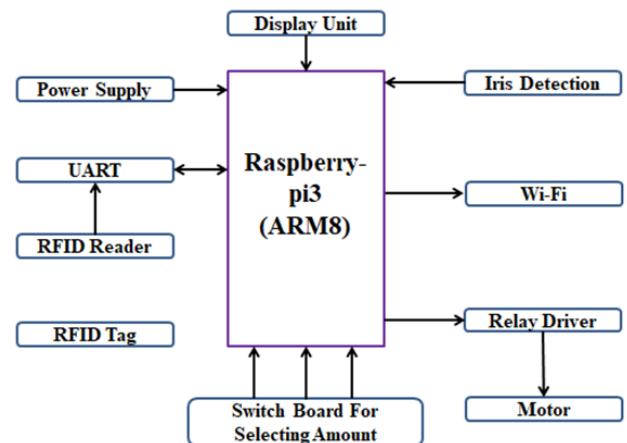 Display Unit
Power Supply
Iris Detection
UART
Raspberry-
pi3
(ARM8)
Wi-Fi
RFID Reader
RFID Tag
Relay Driver
Switch Board For
Selecting Amount
Motor